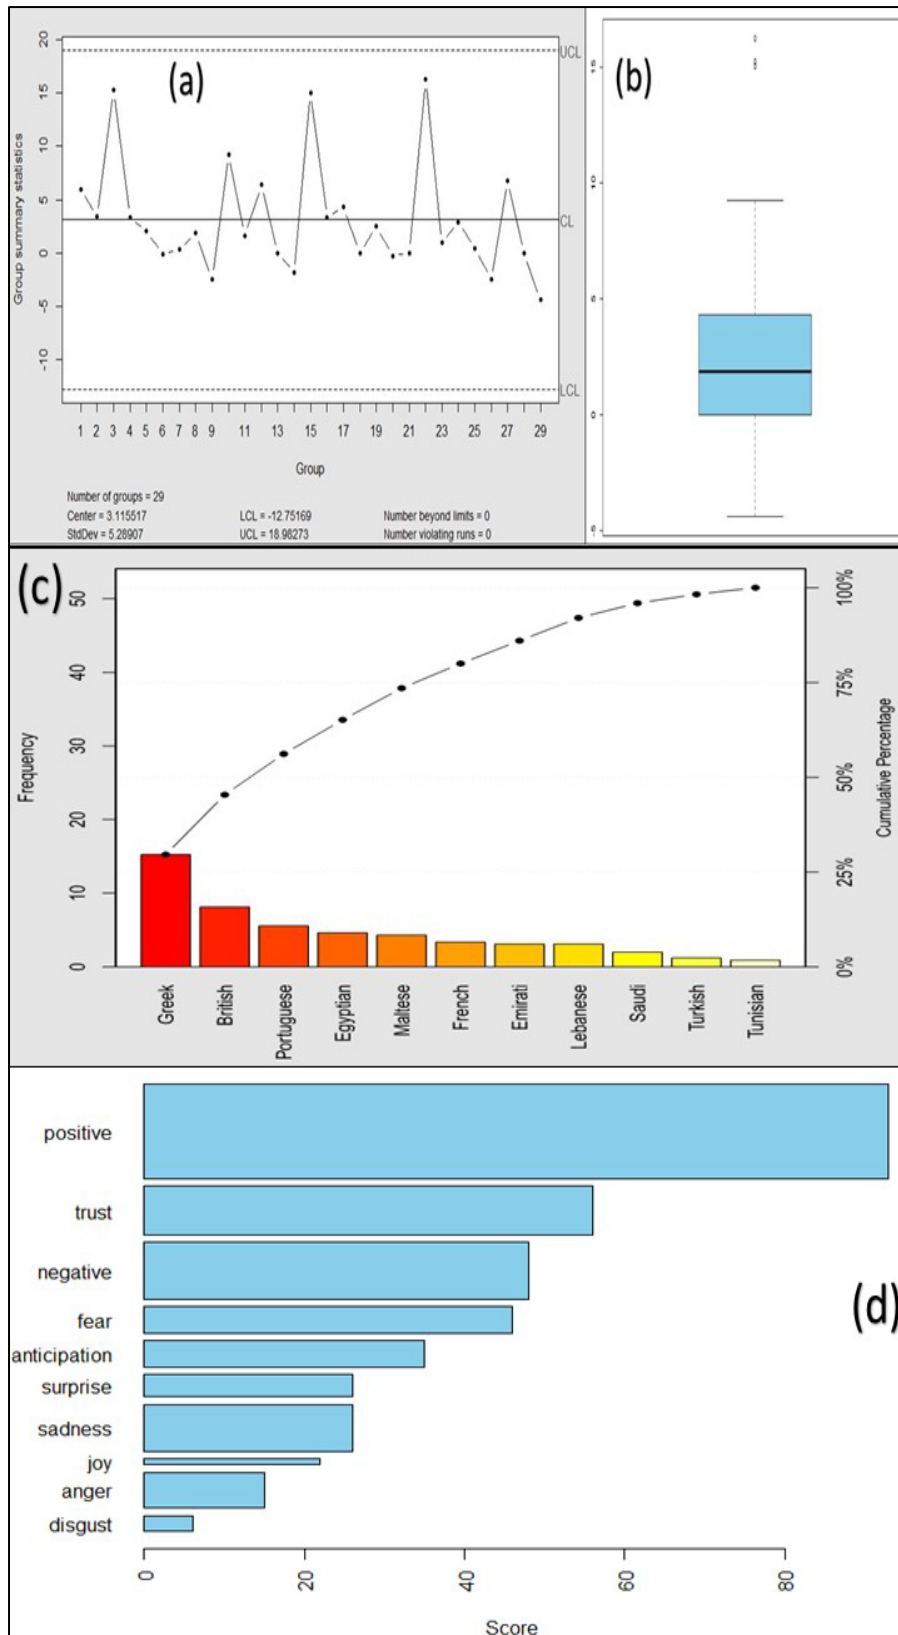 (a)
20
15
10
5
0
-5
-10
Group summary statistics
UCL
CL
LCL
1 2 3 4 5 6 7 8 9 11 13 15 17 19 21 23 25 27 29
Group
Number of groups = 29
Center = 3.115517 LCL = -12.75169 Number beyond limits = 0
StdDev = 5.28907 UCL = 18.98273 Number violating runs = 0
(b)
15
10
5
0
-5
(c)
50
40
30
20
10
0
Frequency
100%
75%
50%
25%
0%
Cumulative Percentage
Greek
British
Portuguese
Egyptian
Maltese
French
Emirati
Lebanese
Saudi
Turkish
Tunisian
positive
trust
negative
fear
anticipation
surprise
sadness
joy
anger
disgust
(d)
0 20 40 60 80
Score